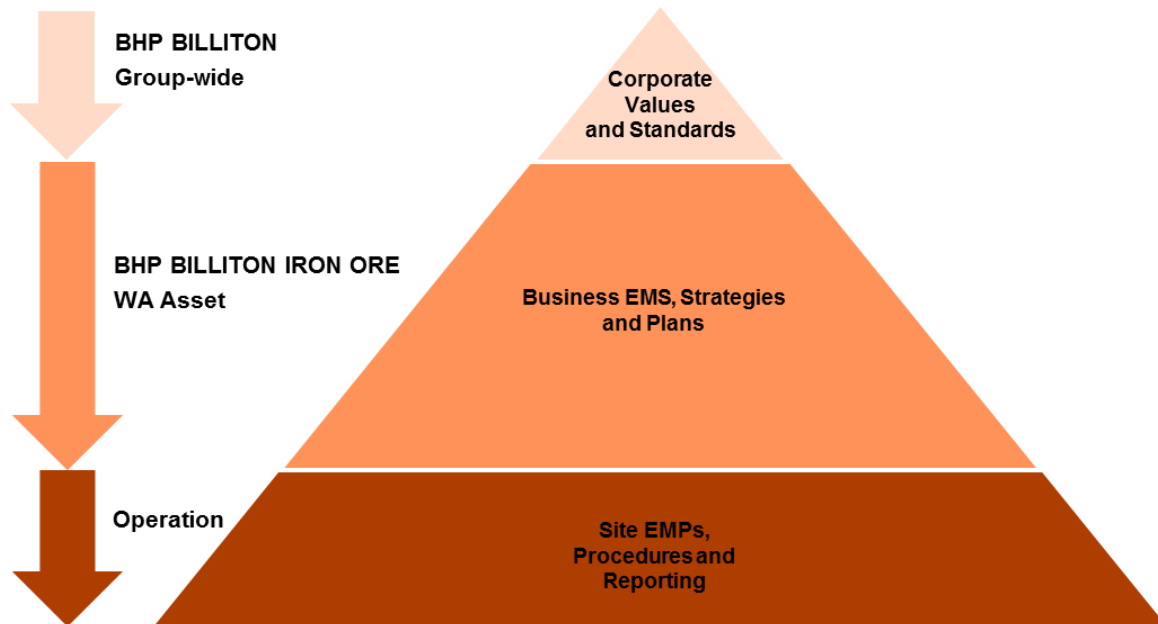 BHP BILLITON
Group-wide
Corporate
Values
and Standards
BHP BILLITON IRON ORE
WA Asset
Business EMS, Strategies
and Plans
Operation
Site EMPs,
Procedures and
Reporting